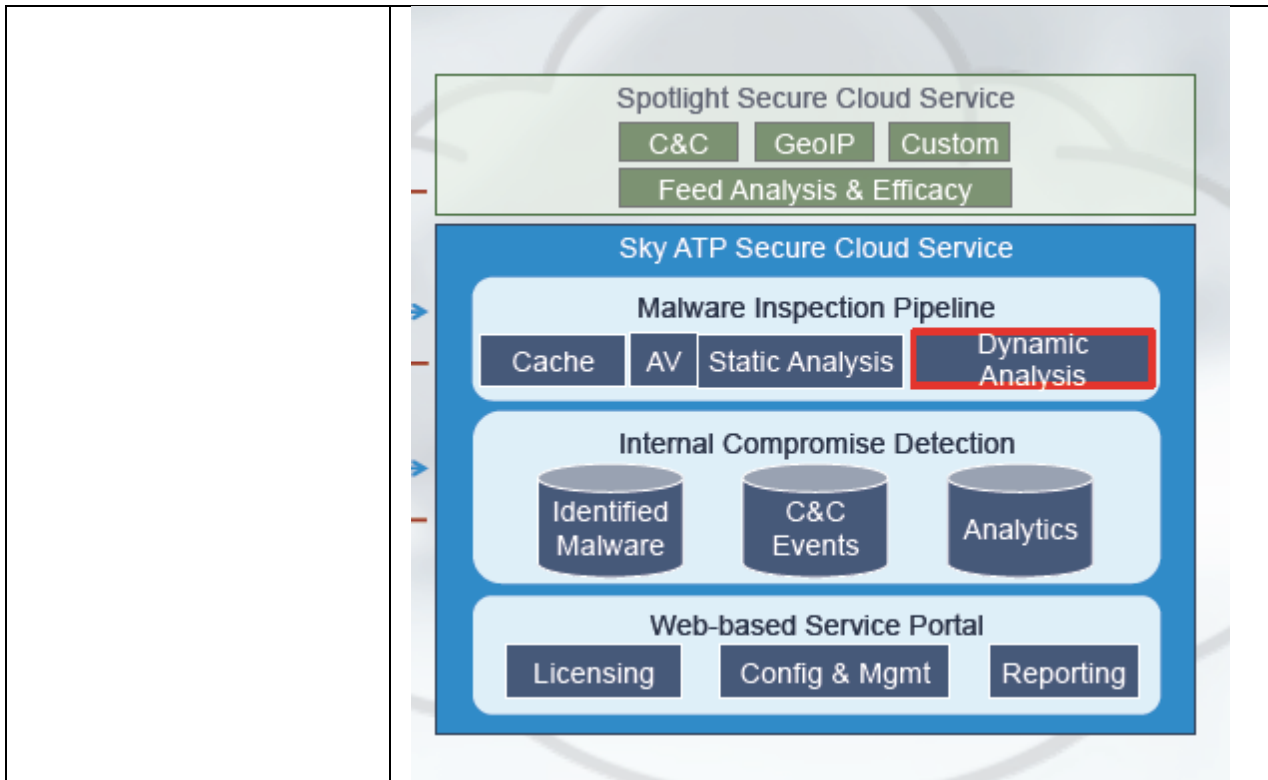 Spotlight Secure Cloud Service
C&C
GeoIP
Custom
Feed Analysis & Efficacy
Sky ATP Secure Cloud Service
Malware Inspection Pipeline
Cache
AV
Static Analysis
Dynamic
Analysis
Internal Compromise Detection
Identified
Malware
C&C
Events
Analytics
Web-based Service Portal
Licensing
Config & Mgmt
Reporting